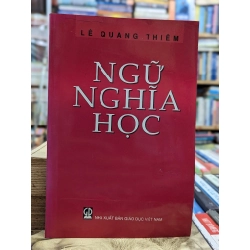 LÊ QUANG THIÊM
NGỮ
NGHĨA
HỌC
NHÀ XUẤT BẢN GIÁO DỤC VIỆT NAM